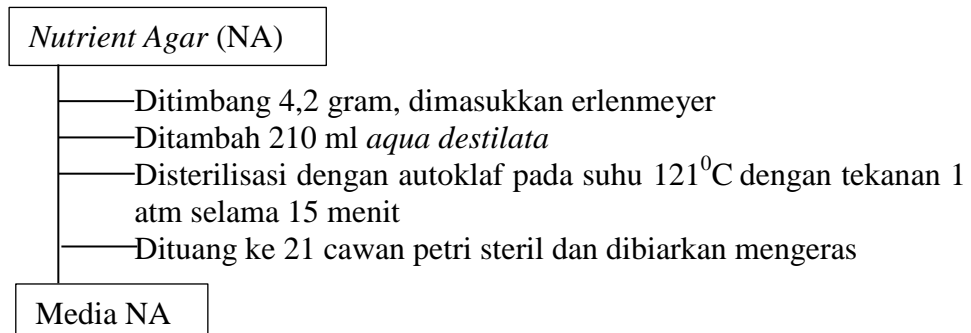 Nutrient Agar (NA)
Ditimbang 4,2 gram, dimasukkan erlenmeyer
Ditambah 210 ml aqua destilata
Disterilisasi dengan autoklaf pada suhu 121⁰C dengan tekanan 1
atm selama 15 menit
Dituang ke 21 cawan petri steril dan dibiarkan mengeras
Media NA